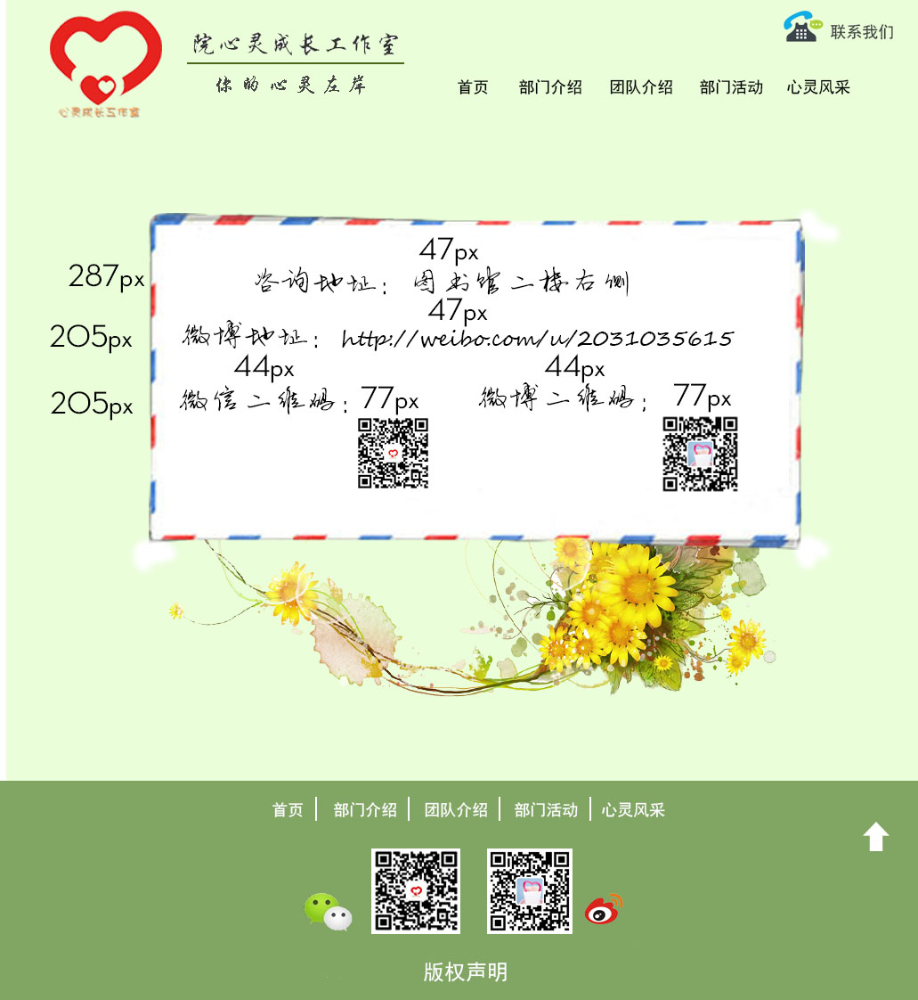 心灵成长工作室
院心灵成长工作室
你的心灵左岸
联系我们
首页 部门介绍 团队介绍 部门活动 心灵风采
47px
287px 咨询地址：图书馆二楼右侧
47px
205px 微博地址：http://weibo.com/u/2031035615
44px 44px
205px 微信二维码：77px 微博二维码：77px
首页 部门介绍 团队介绍 部门活动 心灵风采
版权声明